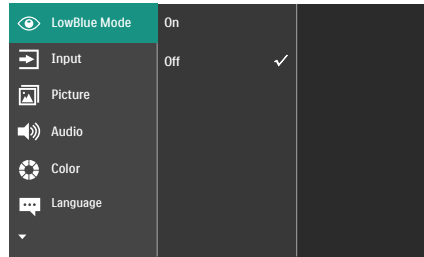 LowBlue Mode
On
Input
Off
Picture
Audio
Color
Language